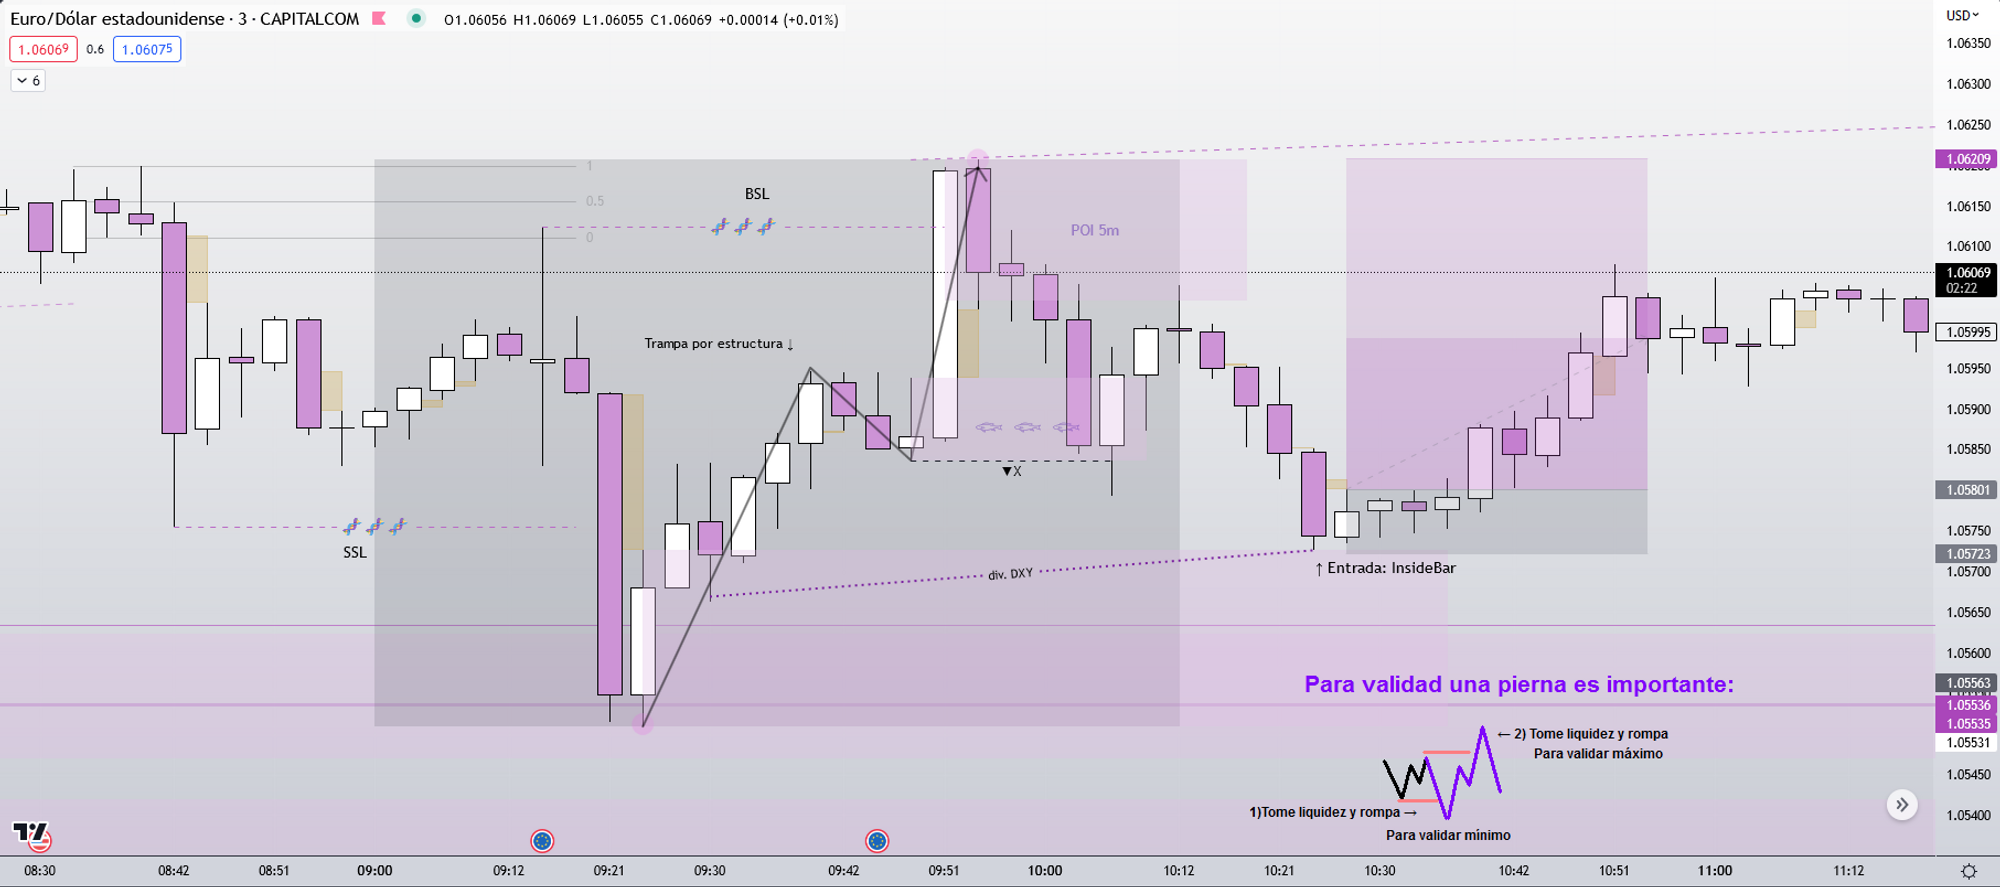 Euro/Dólar estadounidense · 3 · CAPITALCOM O1.06056 H1.06069 L1.06055 C1.06069 +0.00014 (+0.01%)
1.06069 0.6 1.06075
6
USD
1.06350
1.06300
1.06250
1.06209
1.06150
1.06100
1.06069
02:22
1.05995
1.05950
1.05900
1.05850
1.05801
1.05750
1.05723
1.05700
1.05650
1.05600
1.05563
1.05536
1.05535
1.05531
1.05450
1.05400
1
0.5
0
BSL
POI 5m
Trampa por estructura ↓
▼X
SSL
div. DXY
↑ Entrada: InsideBar
Para validad una pierna es importante:
← 2) Tome liquidez y rompa
Para validar máximo
1)Tome liquidez y rompa →
Para validar mínimo
08:30 08:42 08:51 09:00 09:12 09:21 09:30 09:42 09:51 10:00 10:12 10:21 10:30 10:42 10:51 11:00 11:12